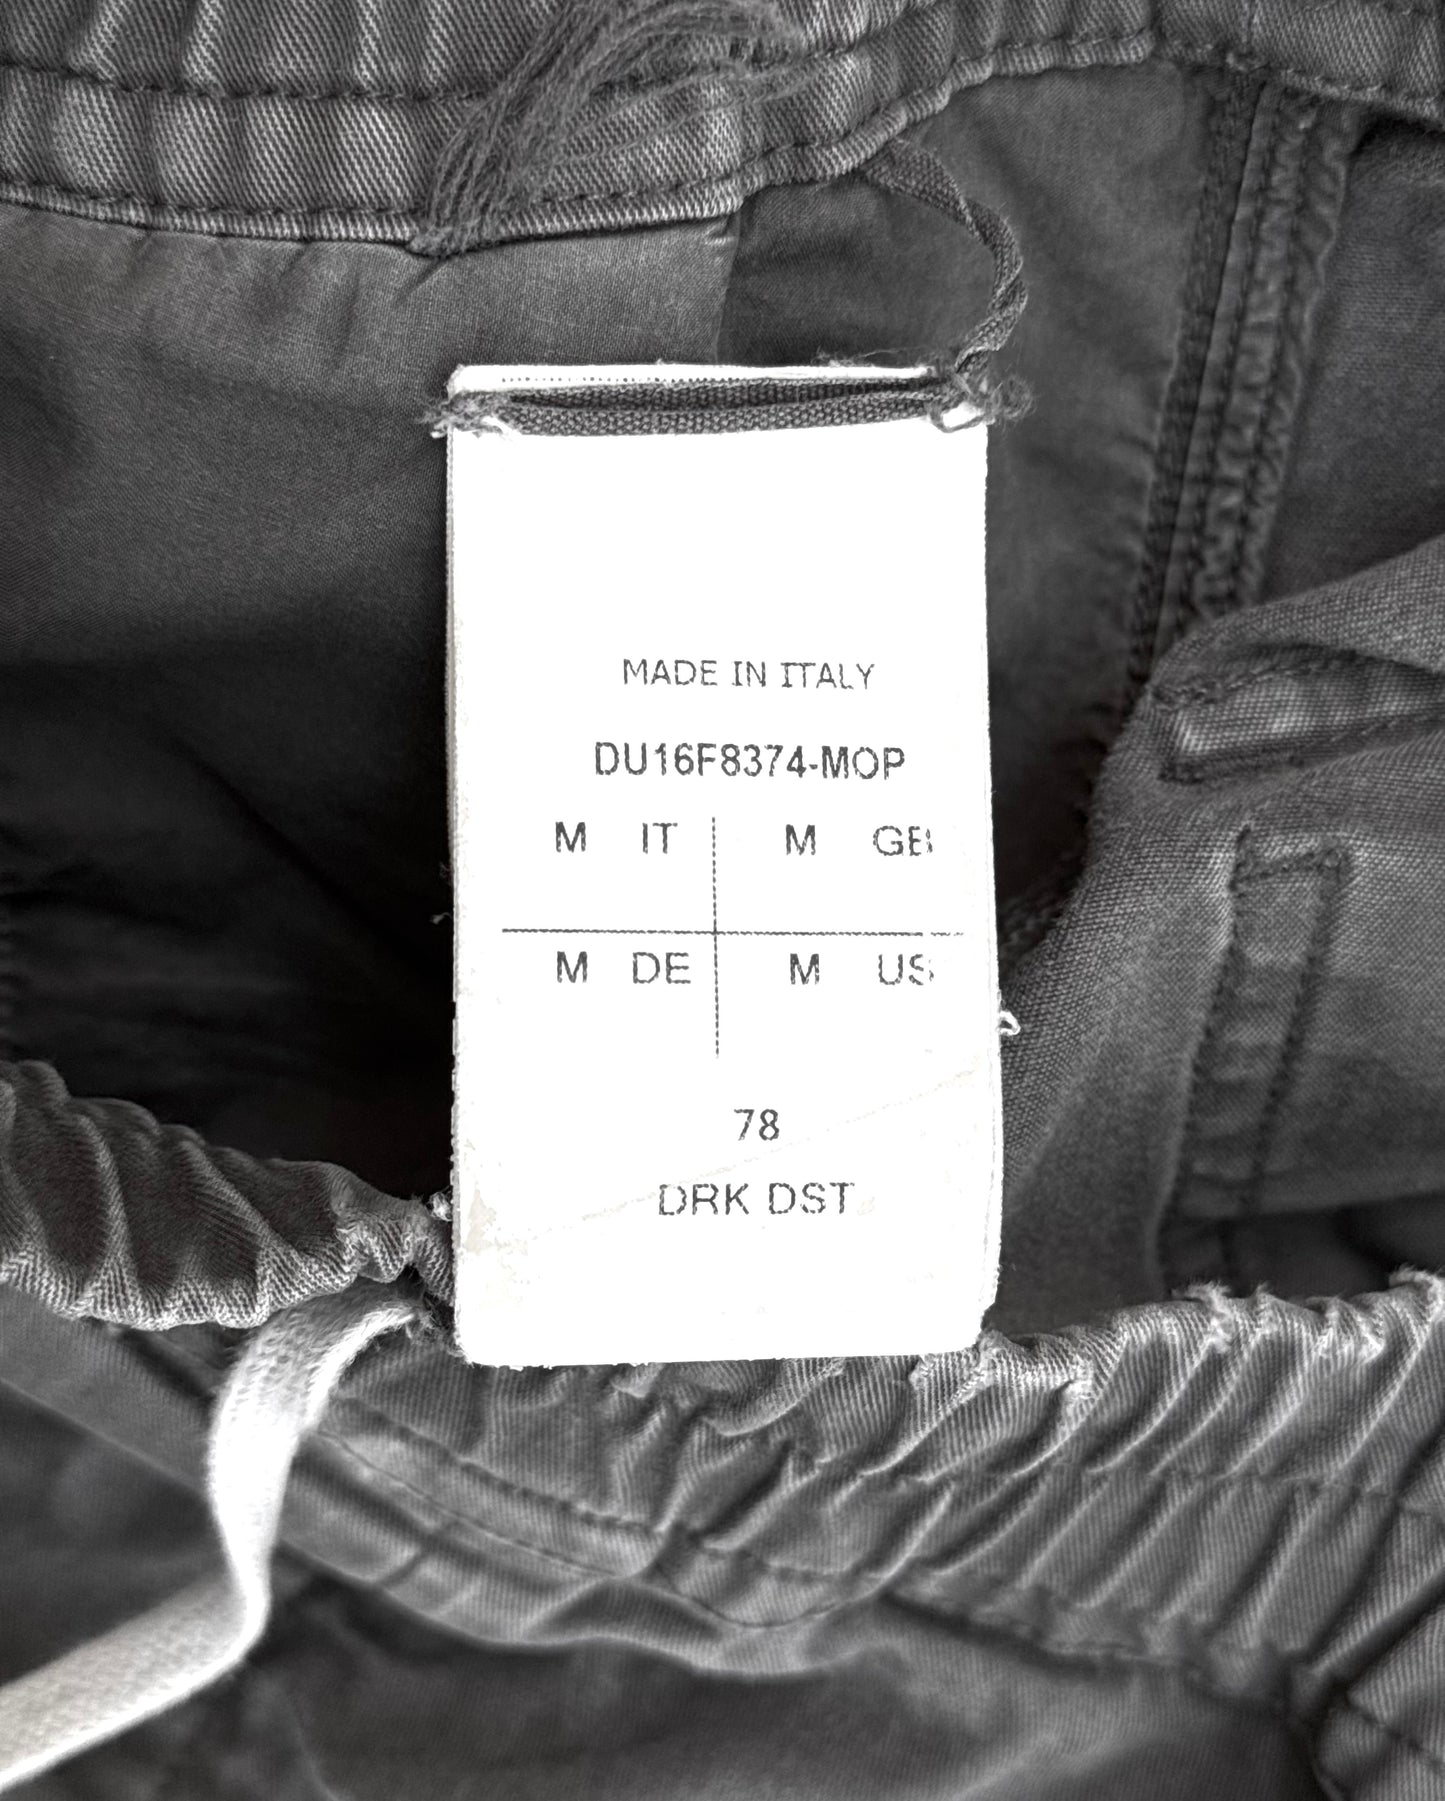 MADE IN ITALY
DU16F8374-MOP
M IT M GB
M DE M US
78
DRK DST